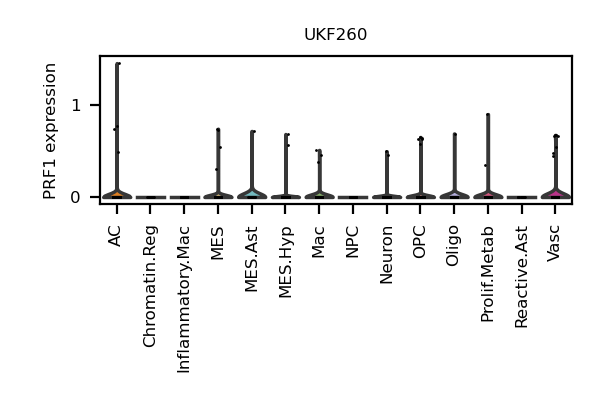 UKF260
PRF1 expression
1
0
AC
Chromatin.Reg
Inflammatory.Mac
MES
MES.Ast
MES.Hyp
Mac
NPC
Neuron
OPC
Oligo
Prolif.Metab
Reactive.Ast
Vasc